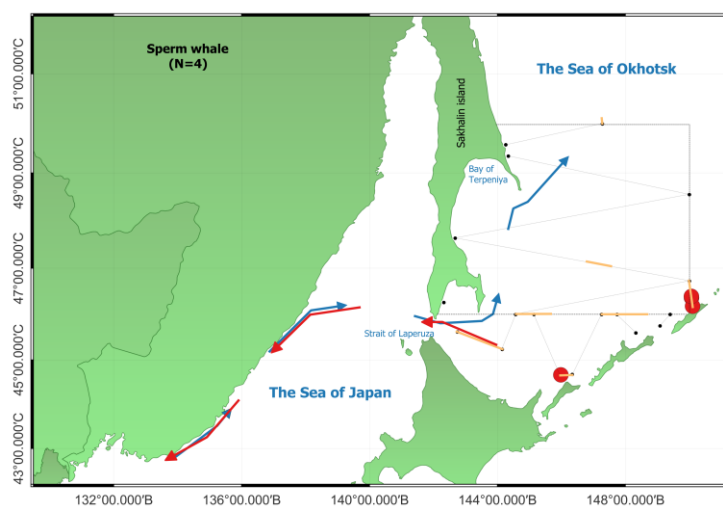 Sperm whale
(N=4)
The Sea of Okhotsk
Sakhalin island
Bay of
Terpeniya
Strait of Laperuza
The Sea of Japan
51°00.000'C
49°00.000'C
47°00.000'C
45°00.000'C
43°00.000'C
132°00.000'B
136°00.000'B
140°00.000'B
144°00.000'B
148°00.000'B